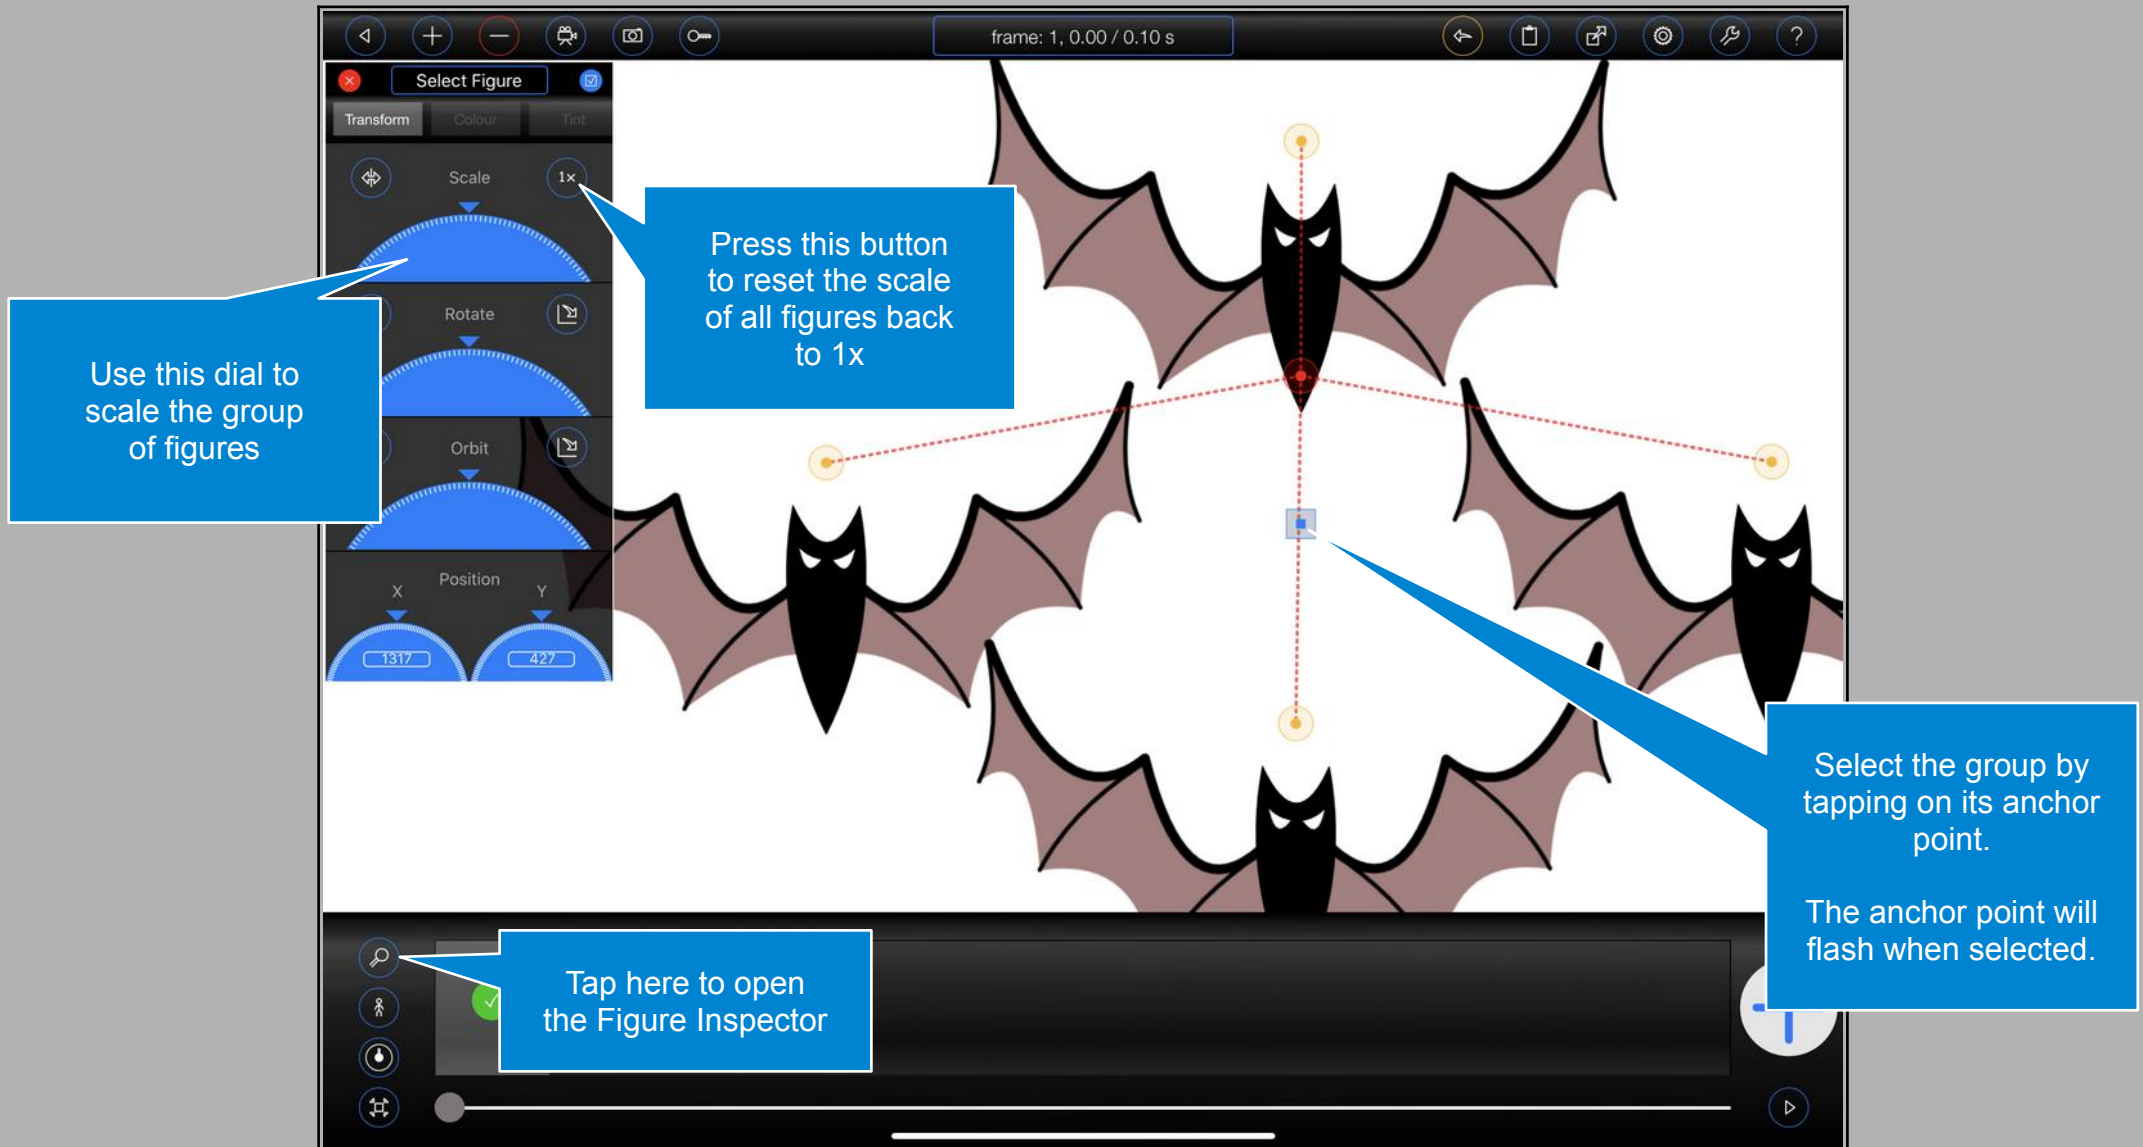 frame: 1, 0.00 / 0.10 s
?
Select Figure
Transform
Colour
Tint
Scale
1x
Press this button
to reset the scale
of all figures back
to 1x
Use this dial to
scale the group
of figures
Rotate
Orbit
Position
X
Y
1317
427
Select the group by
tapping on its anchor
point.
The anchor point will
flash when selected.
Tap here to open
the Figure Inspector